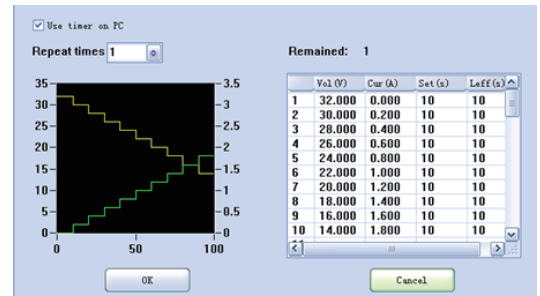 Use timer on PC
Repeat times 1
Remained: 1
35 3.5
30 3
25 2.5
20 2
15 1.5
10 1
5 0.5
0 0
0 50 100
Vol(V) Cur(A) Set(s) Leff(s)
1 32.000 0.000 10 10
2 30.000 0.200 10 10
3 28.000 0.400 10 10
4 26.000 0.600 10 10
5 24.000 0.800 10 10
6 22.000 1.000 10 10
7 20.000 1.200 10 10
8 18.000 1.400 10 10
9 16.000 1.600 10 10
10 14.000 1.800 10 10
OK
Cancel